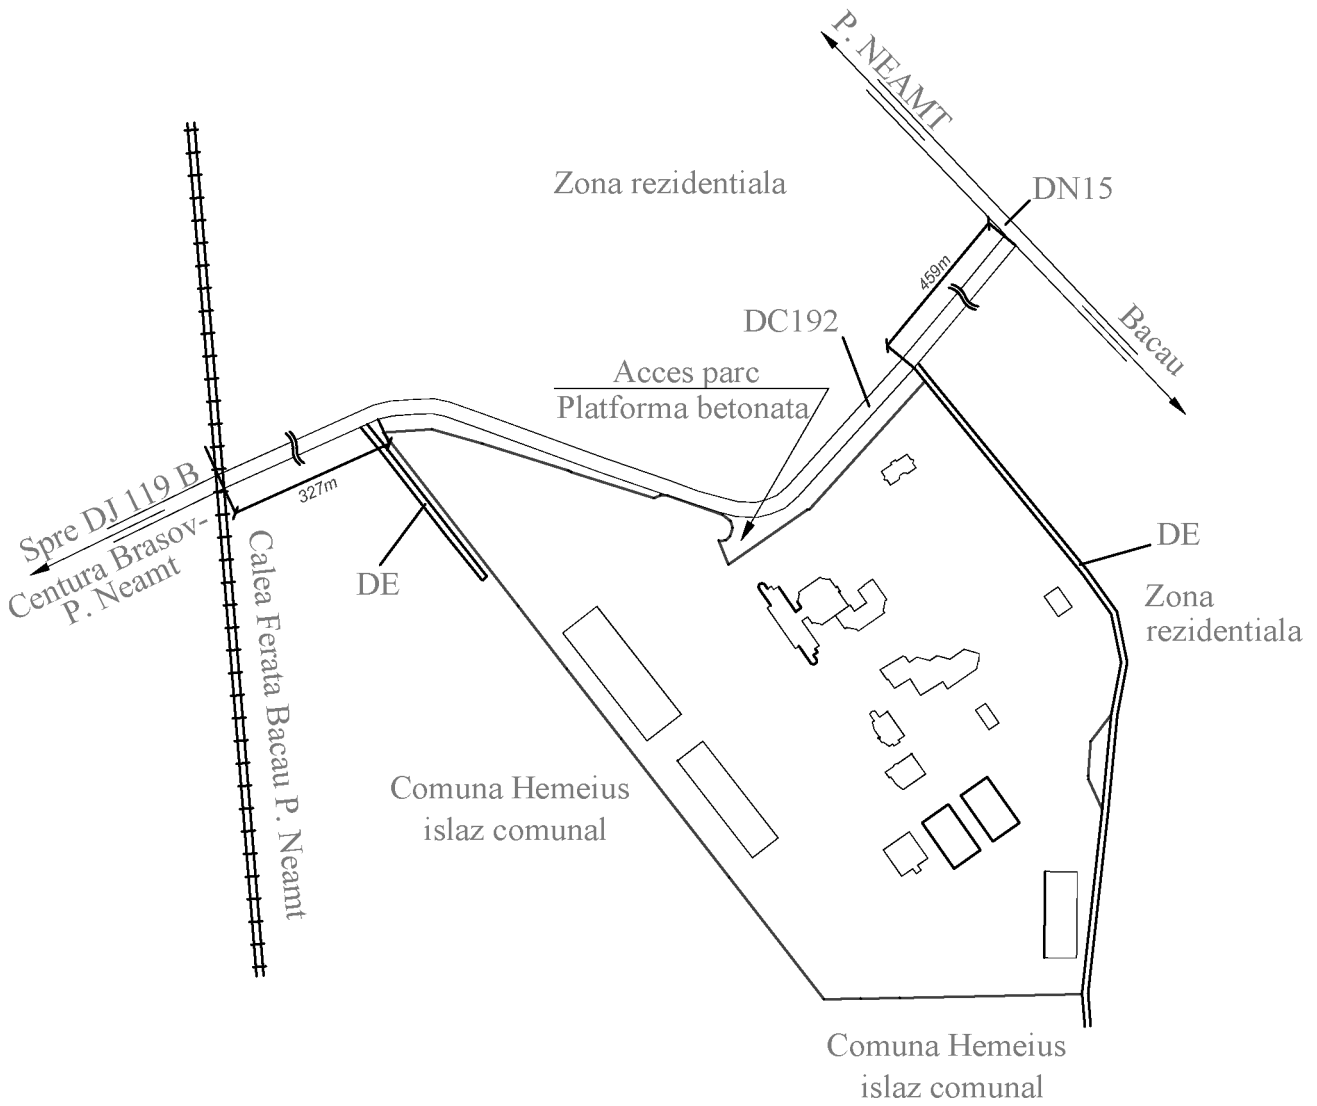 P. NEAMT
Zona rezidentiala
DN15
459m
Bacau
DC192
Acces parc
Platforma betonata
Spre DJ 119 B
Centura Brasov-
P. Neamt
327m
Calea Ferata Bacau P. Neamt
DE
DE
Zona
rezidentiala
Comuna Hemeius
islaz comunal
Comuna Hemeius
islaz comunal